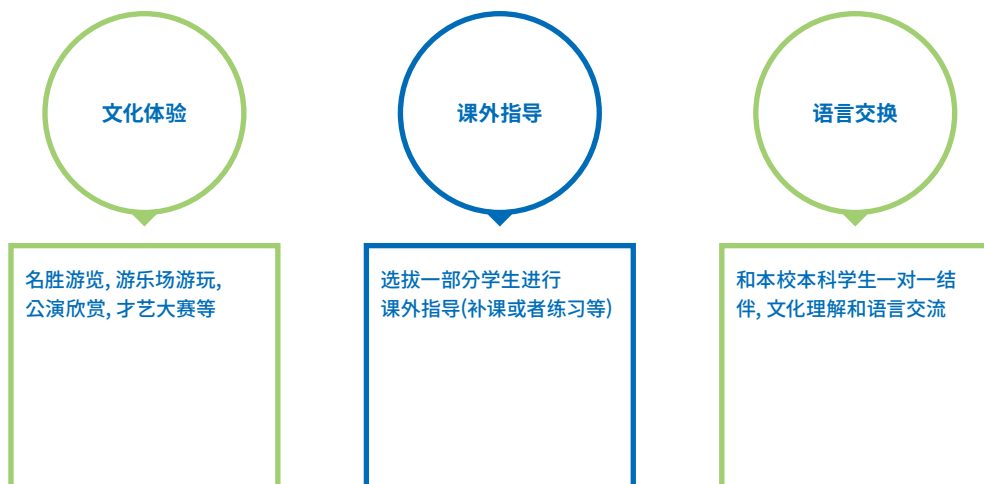 文化体验
课外指导
语言交换
名胜游览, 游乐场游玩,
公演欣赏, 才艺大赛等
选拔一部分学生进行
课外指导(补课或者练习等)
和本校本科学生一对一结
伴, 文化理解和语言交流